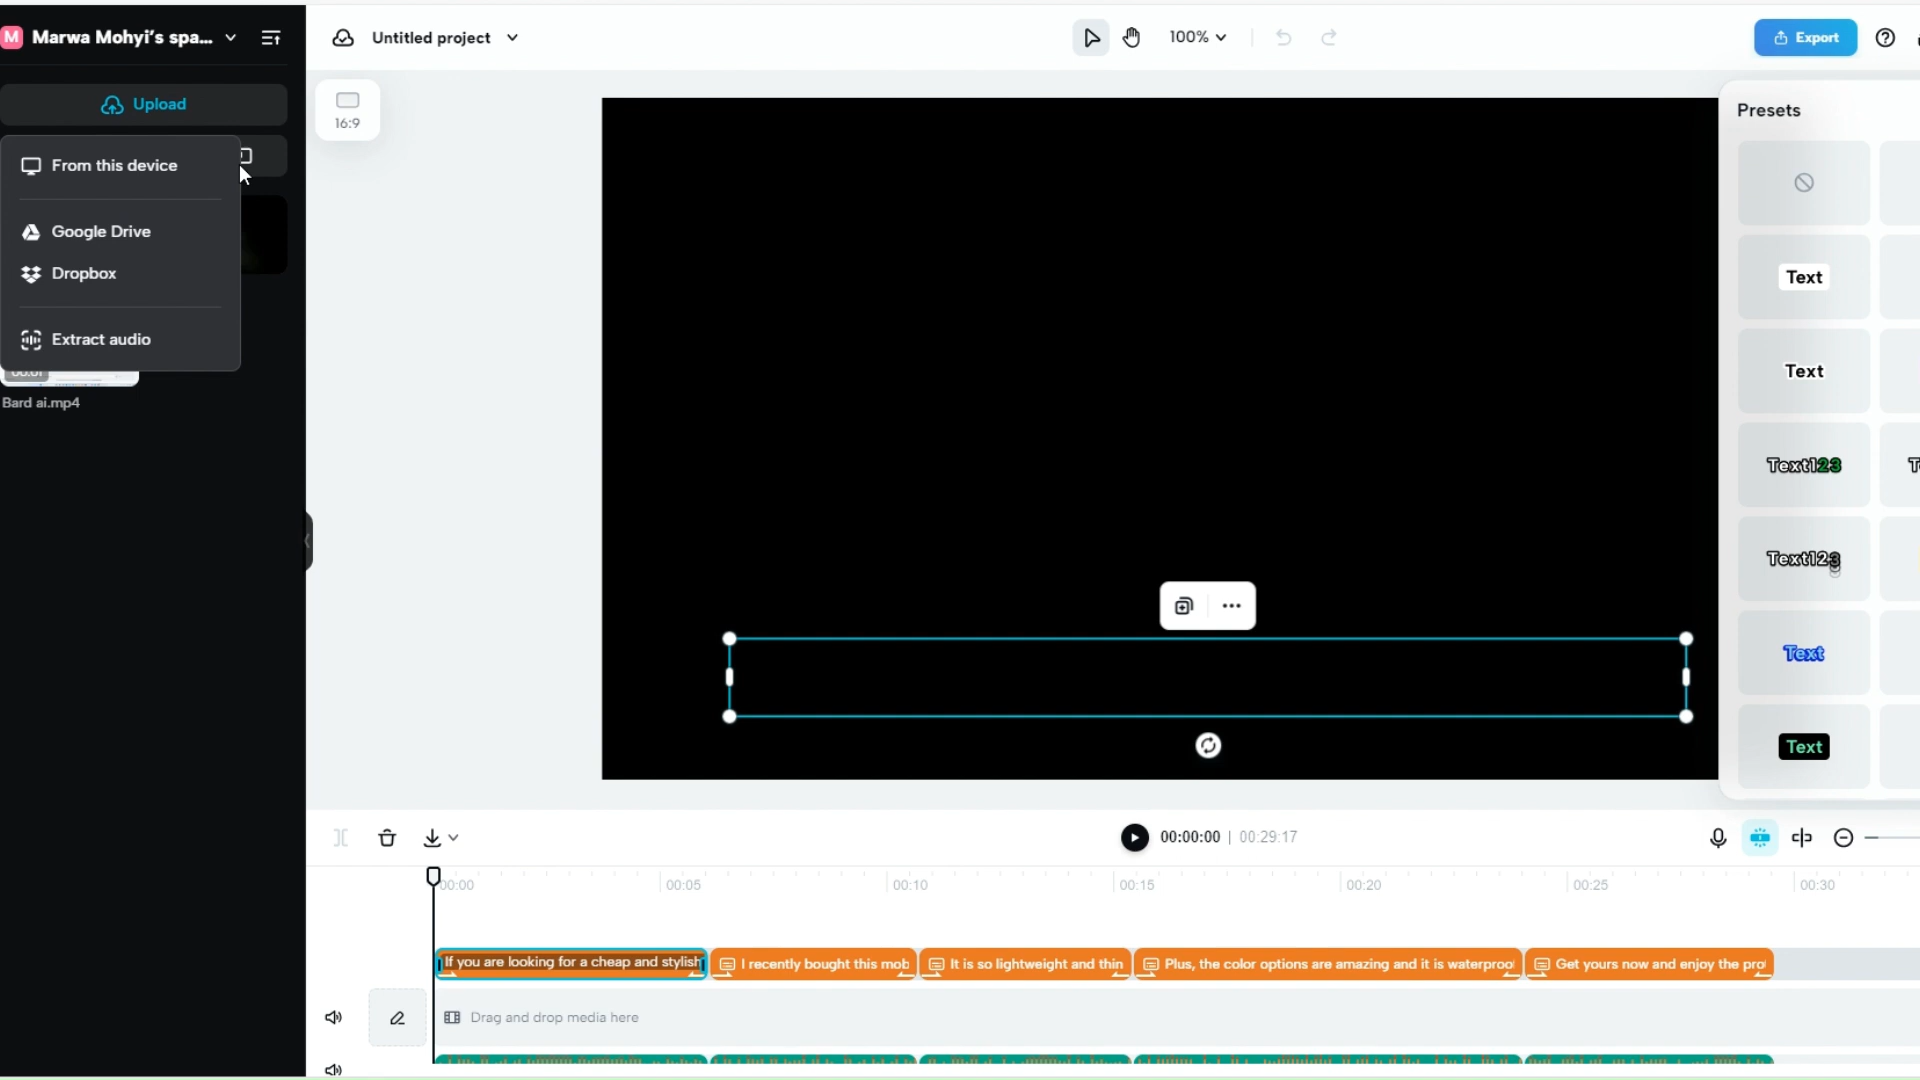 M Marwa Mohyi's spa...
Untitled project
100%
Export
Upload
16:9
Presets
From this device
Google Drive
Dropbox
Extract audio
Bard ai.mp4
Text
Text
Text123
Text123
Text
Text
00:00:00 | 00:29:17
00:00 00:05 00:10 00:15 00:20 00:25 00:30
If you are looking for a cheap and stylish
I recently bought this mob
It is so lightweight and thin
Plus, the color options are amazing and it is waterproof
Get yours now and enjoy the pro
Drag and drop media here